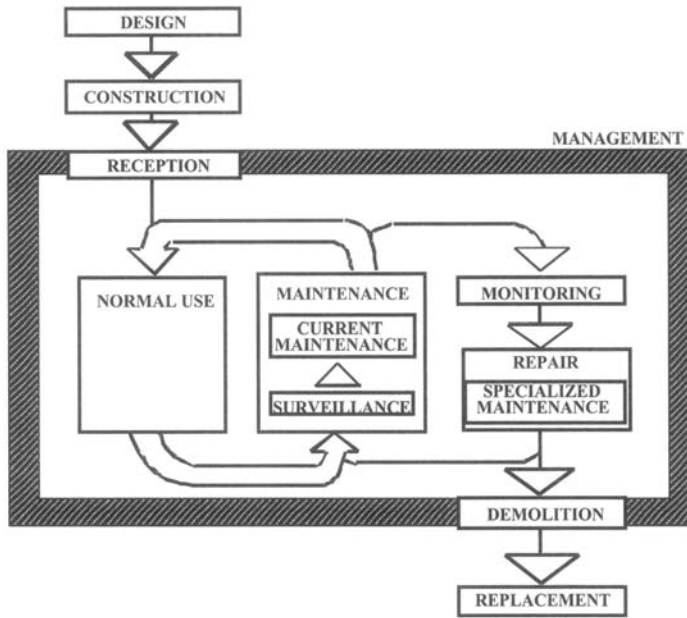 DESIGN
CONSTRUCTION
MANAGEMENT
RECEPTION
NORMAL USE
MAINTENANCE
CURRENT
MAINTENANCE
SURVEILLANCE
MONITORING
REPAIR
SPECIALIZED
MAINTENANCE
DEMOLITION
REPLACEMENT